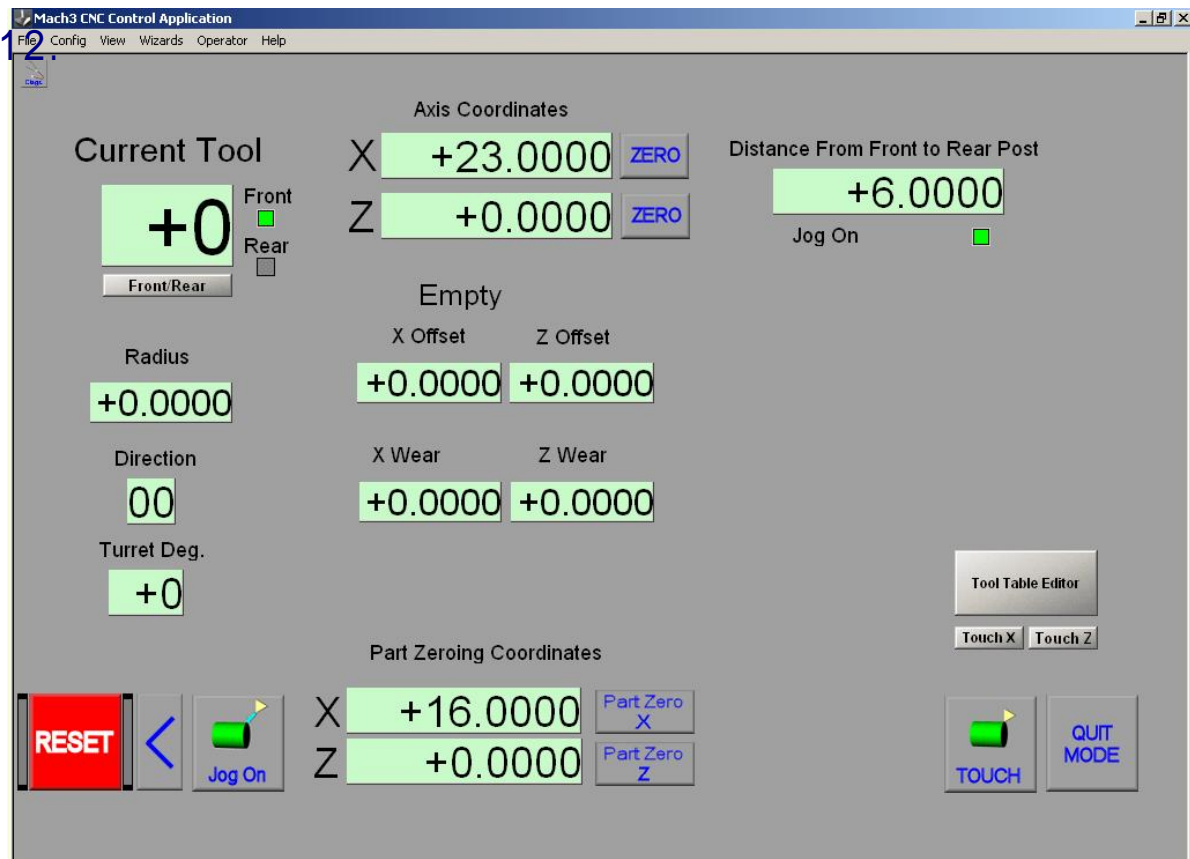 Mach3 CNC Control Application
12.
File Config View Wizards Operator Help
Axis Coordinates
Current Tool
X +23.0000 ZERO
Distance From Front to Rear Post
+6.0000
+0
Front
Z +0.0000 ZERO
Rear
Jog On
Front/Rear
Empty
X Offset Z Offset
Radius
+0.0000 +0.0000
+0.0000
Direction
X Wear Z Wear
00
+0.0000 +0.0000
Turret Deg.
+0
Tool Table Editor
Touch X Touch Z
Part Zeroing Coordinates
X +16.0000 Part Zero X
Z +0.0000 Part Zero Z
RESET
Jog On
TOUCH
QUIT
MODE